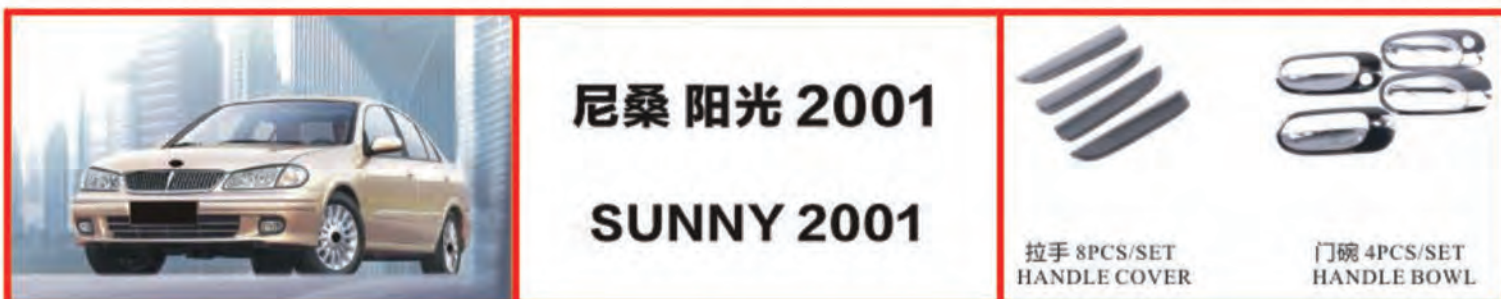 尼桑 阳光 2001
SUNNY 2001
拉手 8PCS/SET
HANDLE COVER
门碗 4PCS/SET
HANDLE BOWL